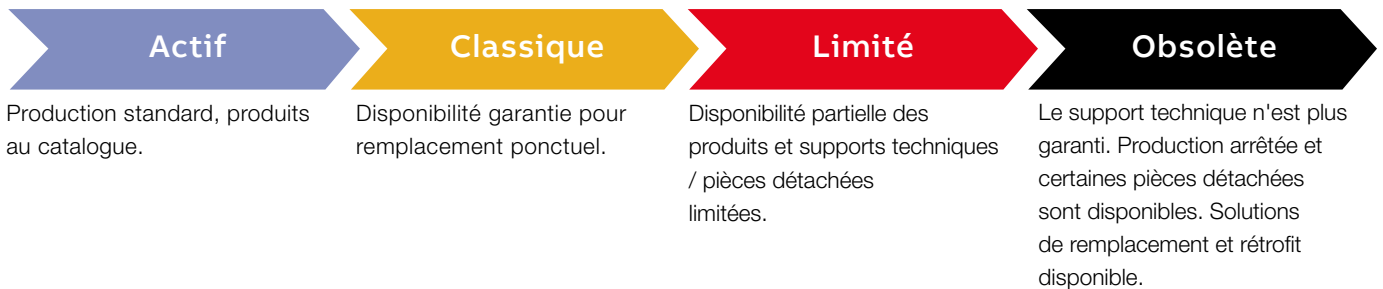 Actif
Production standard, produits
au catalogue.
Classique
Disponibilité garantie pour
remplacement ponctuel.
Limité
Disponibilité partielle des
produits et supports techniques
/ pièces détachées
limitées.
Obsolète
Le support technique n'est plus
garanti. Production arrêtée et
certaines pièces détachées
sont disponibles. Solutions
de remplacement et rétrofit
disponible.